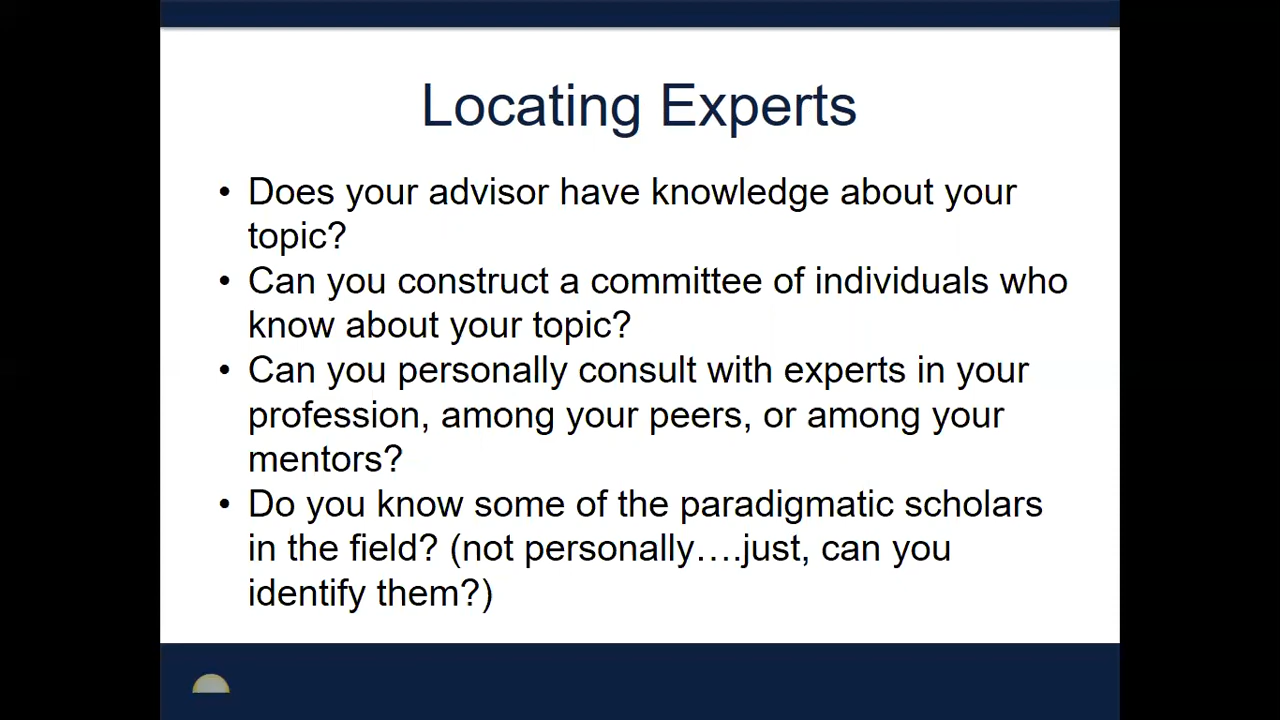 Locating Experts
• Does your advisor have knowledge about your
topic?
• Can you construct a committee of individuals who
know about your topic?
• Can you personally consult with experts in your
profession, among your peers, or among your
mentors?
• Do you know some of the paradigmatic scholars
in the field? (not personally….just, can you
identify them?)